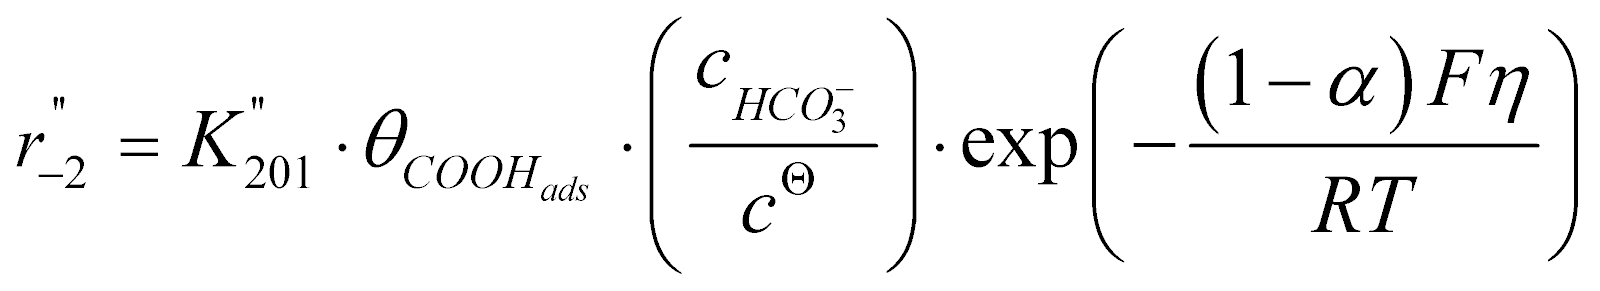 r''₋₂ = K''₂₀₁ · θ_{COOH_{ads}} · (c_{HCO₃⁻} / c^Θ) · exp(−(1−α)Fη / RT)